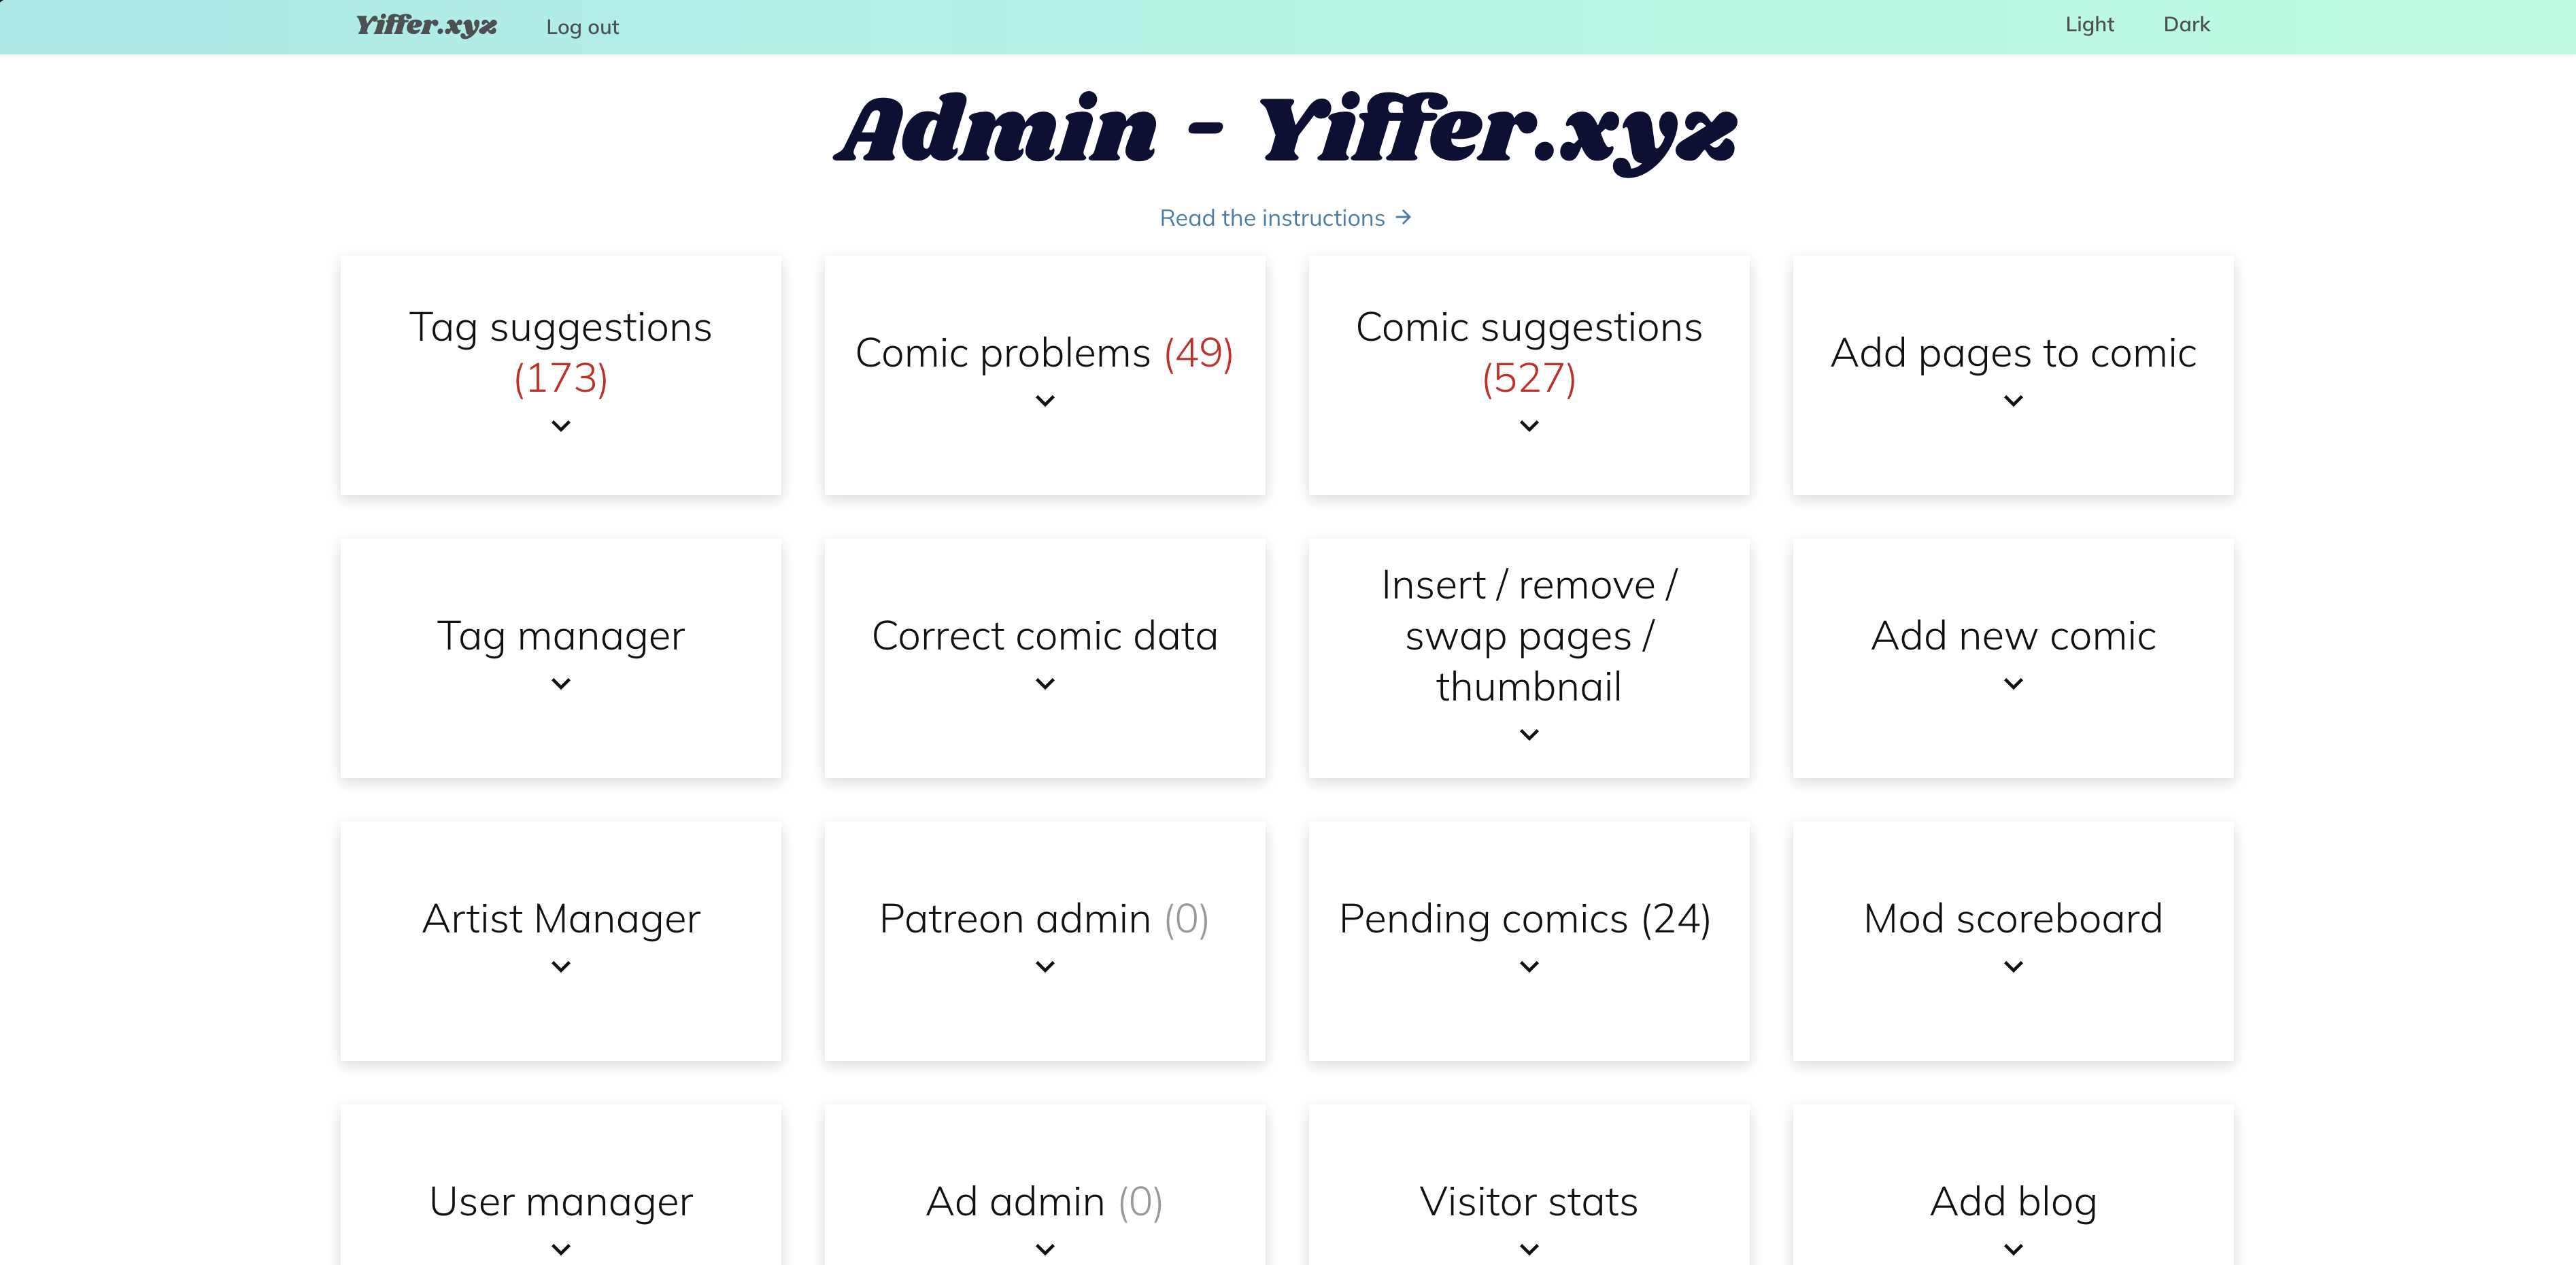 Yiffer.xyz Log out Light Dark
Admin - Yiffer.xyz
Read the instructions →
Tag suggestions
(173)
Comic problems (49)
Comic suggestions
(527)
Add pages to comic
Tag manager
Correct comic data
Insert / remove /
swap pages /
thumbnail
Add new comic
Artist Manager
Patreon admin (0)
Pending comics (24)
Mod scoreboard
User manager
Ad admin (0)
Visitor stats
Add blog